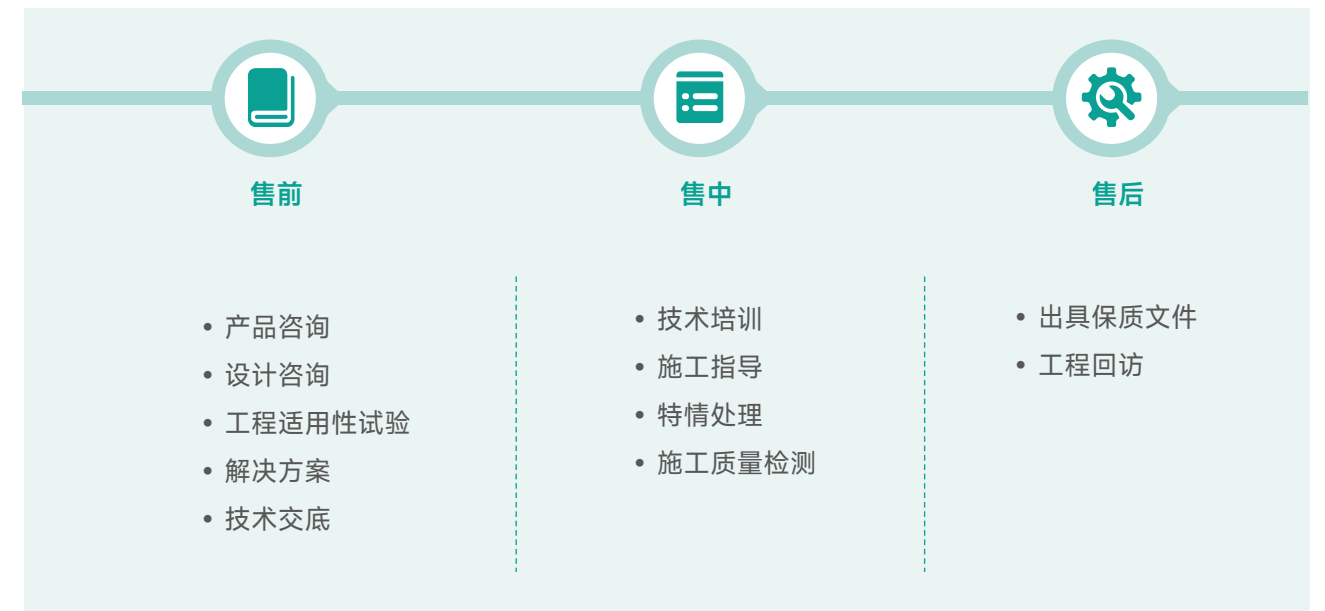 售前
售中
售后
• 产品咨询
• 设计咨询
• 工程适用性试验
• 解决方案
• 技术交底
• 技术培训
• 施工指导
• 特情处理
• 施工质量检测
• 出具保质文件
• 工程回访